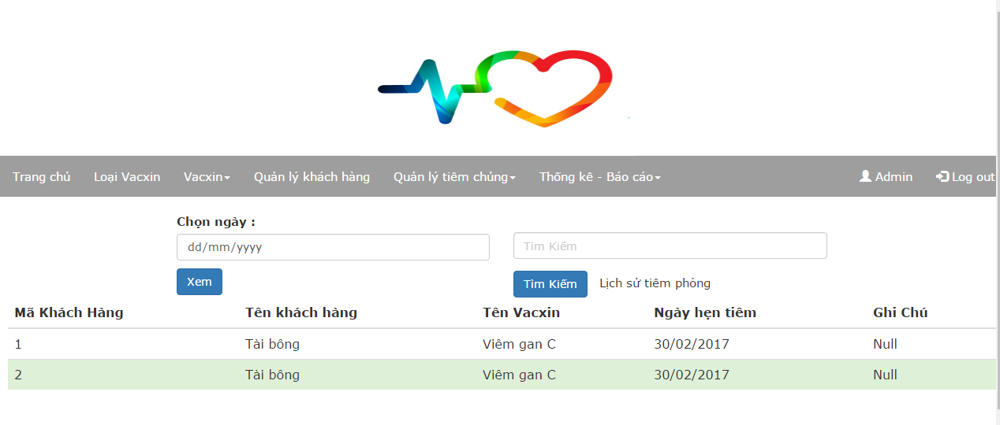 Trang chủ Loại Vacxin Vacxin Quản lý khách hàng Quản lý tiêm chủng Thống kê - Báo cáo Admin Log out
Chọn ngày :
dd/mm/yyyy Tìm Kiếm
Xem Tìm Kiếm Lịch sử tiêm phòng
Mã Khách Hàng Tên khách hàng Tên Vacxin Ngày hẹn tiêm Ghi Chú
1 Tài bông Viêm gan C 30/02/2017 Null
2 Tài bông Viêm gan C 30/02/2017 Null